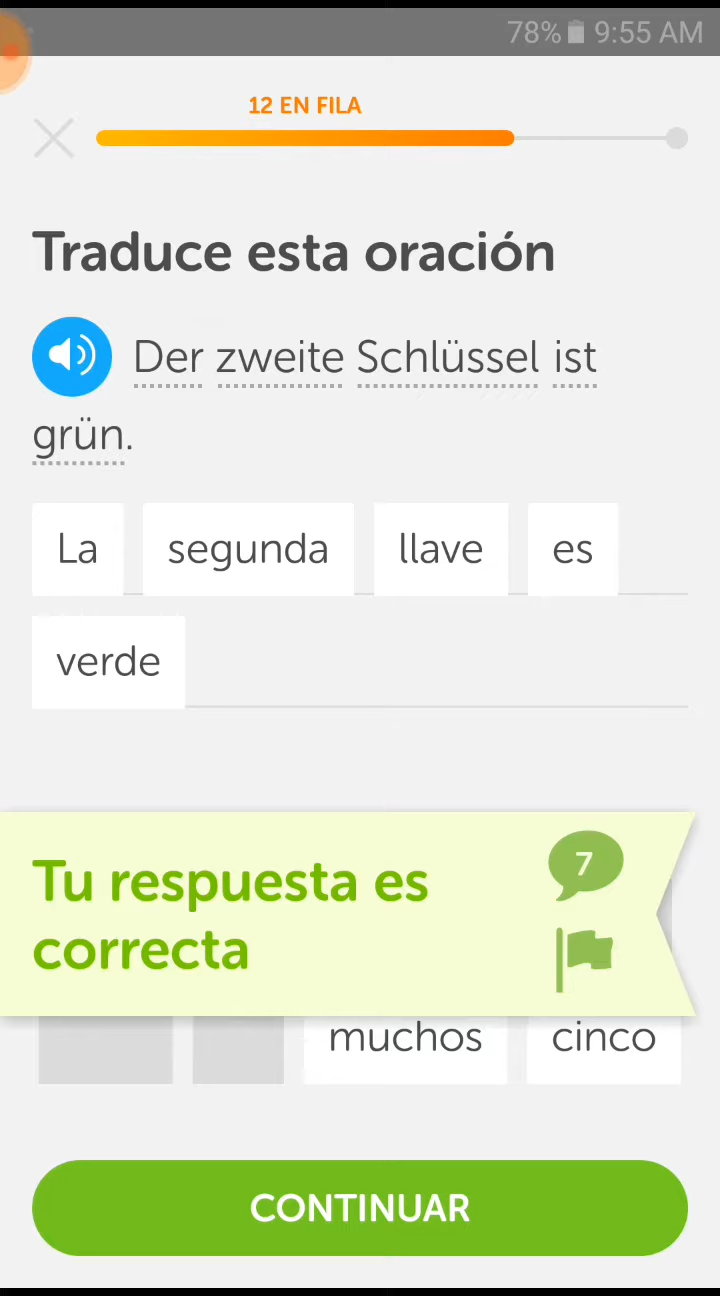 78% 9:55 AM
12 EN FILA
Traduce esta oración
Der zweite Schlüssel ist
grün.
La segunda llave es
verde
Tu respuesta es
correcta
7
muchos cinco
CONTINUAR